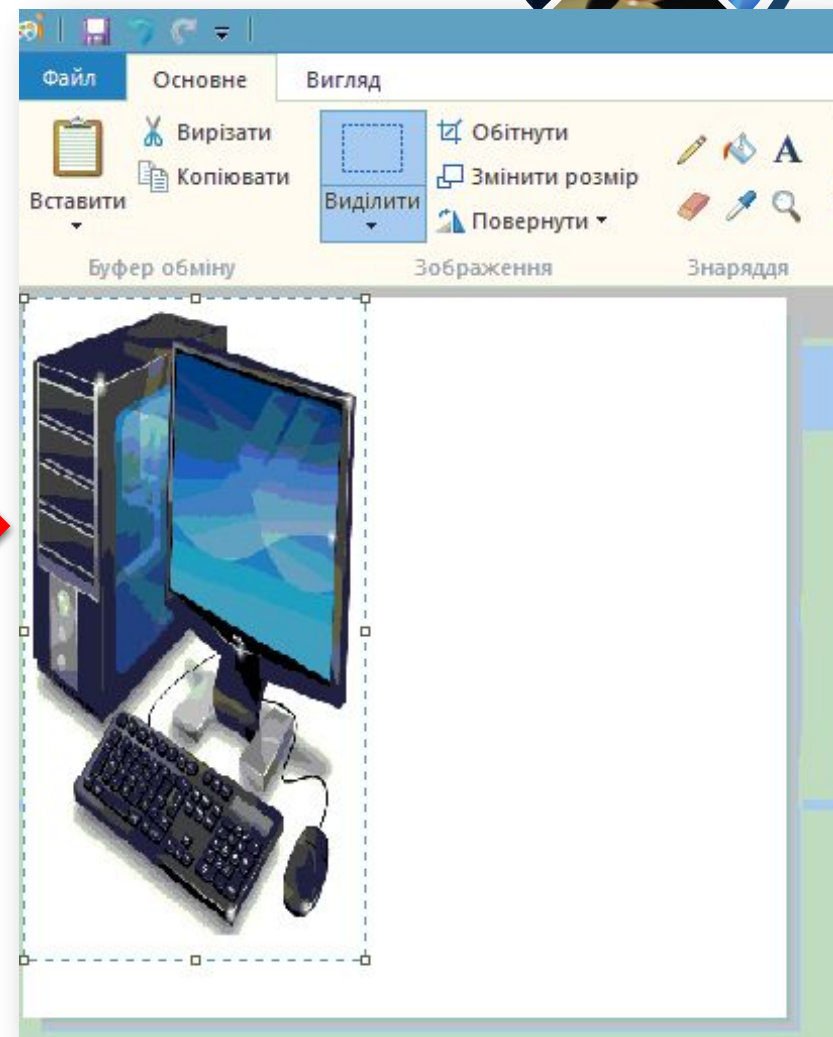 Файл Основне Вигляд
Вставити
Вирізати
Копіювати
Буфер обміну
Виділити
Обітнути
Змінити розмір
Повернути
Зображення
A
Знаряддя